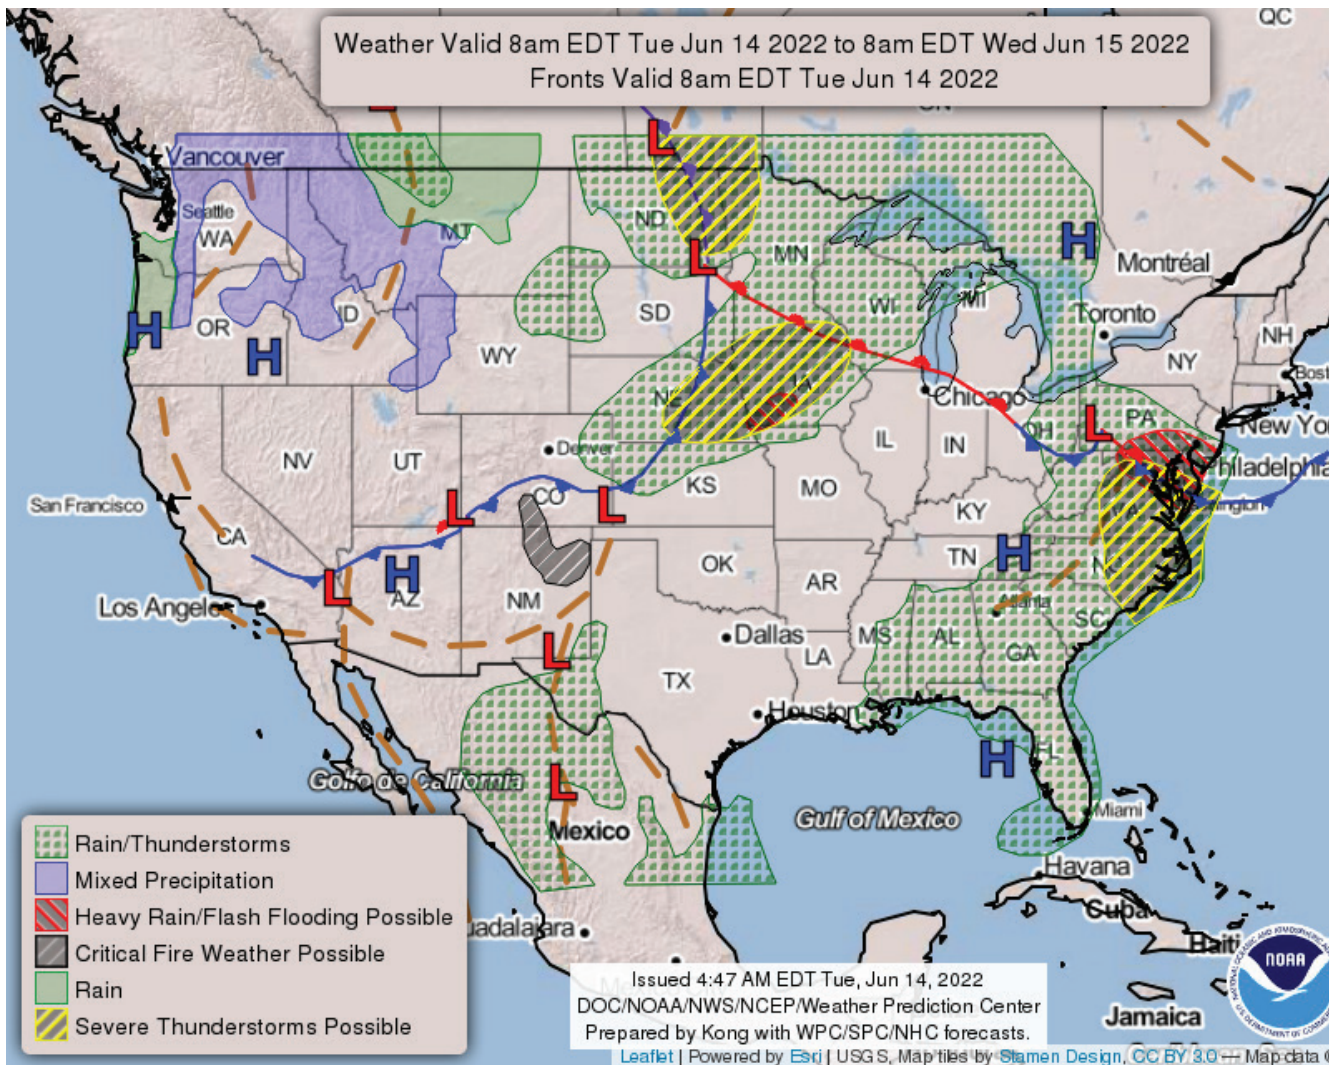 Weather Valid 8am EDT Tue Jun 14 2022 to 8am EDT Wed Jun 15 2022
Fronts Valid 8am EDT Tue Jun 14 2022
QC
L
Vancouver
L
Seattle
WA
ND
MT
H
MN
Montréal
L
OR
ID
SD
WI
MI
Toronto
NH
H
H
WY
NY
Chicago
PA
New Yo
L
OH
IL
IN
NV
UT
Denver
Philadelphia
CO
KS
MO
San Francisco
L
L
KY
CA
H
TN
OK
AR
H
L
AZ
NM
Los Angele
Atlanta
SC
Dallas
MS
AL
GA
L
LA
TX
Houston
H
FL
Golfo de California
L
Miami
Mexico
Gulf of Mexico
Havana
Cuba
Haiti
uadalajara
Jamaica
Rain/Thunderstorms
Mixed Precipitation
Heavy Rain/Flash Flooding Possible
Critical Fire Weather Possible
Rain
Severe Thunderstorms Possible
Issued 4:47 AM EDT Tue, Jun 14, 2022
DOC/NOAA/NWS/NCEP/Weather Prediction Center
Prepared by Kong with WPC/SPC/NHC forecasts.
NOAA
Leaflet | Powered by Esri | USGS, Map tiles by Stamen Design, CC BY 3.0 — Map data ©